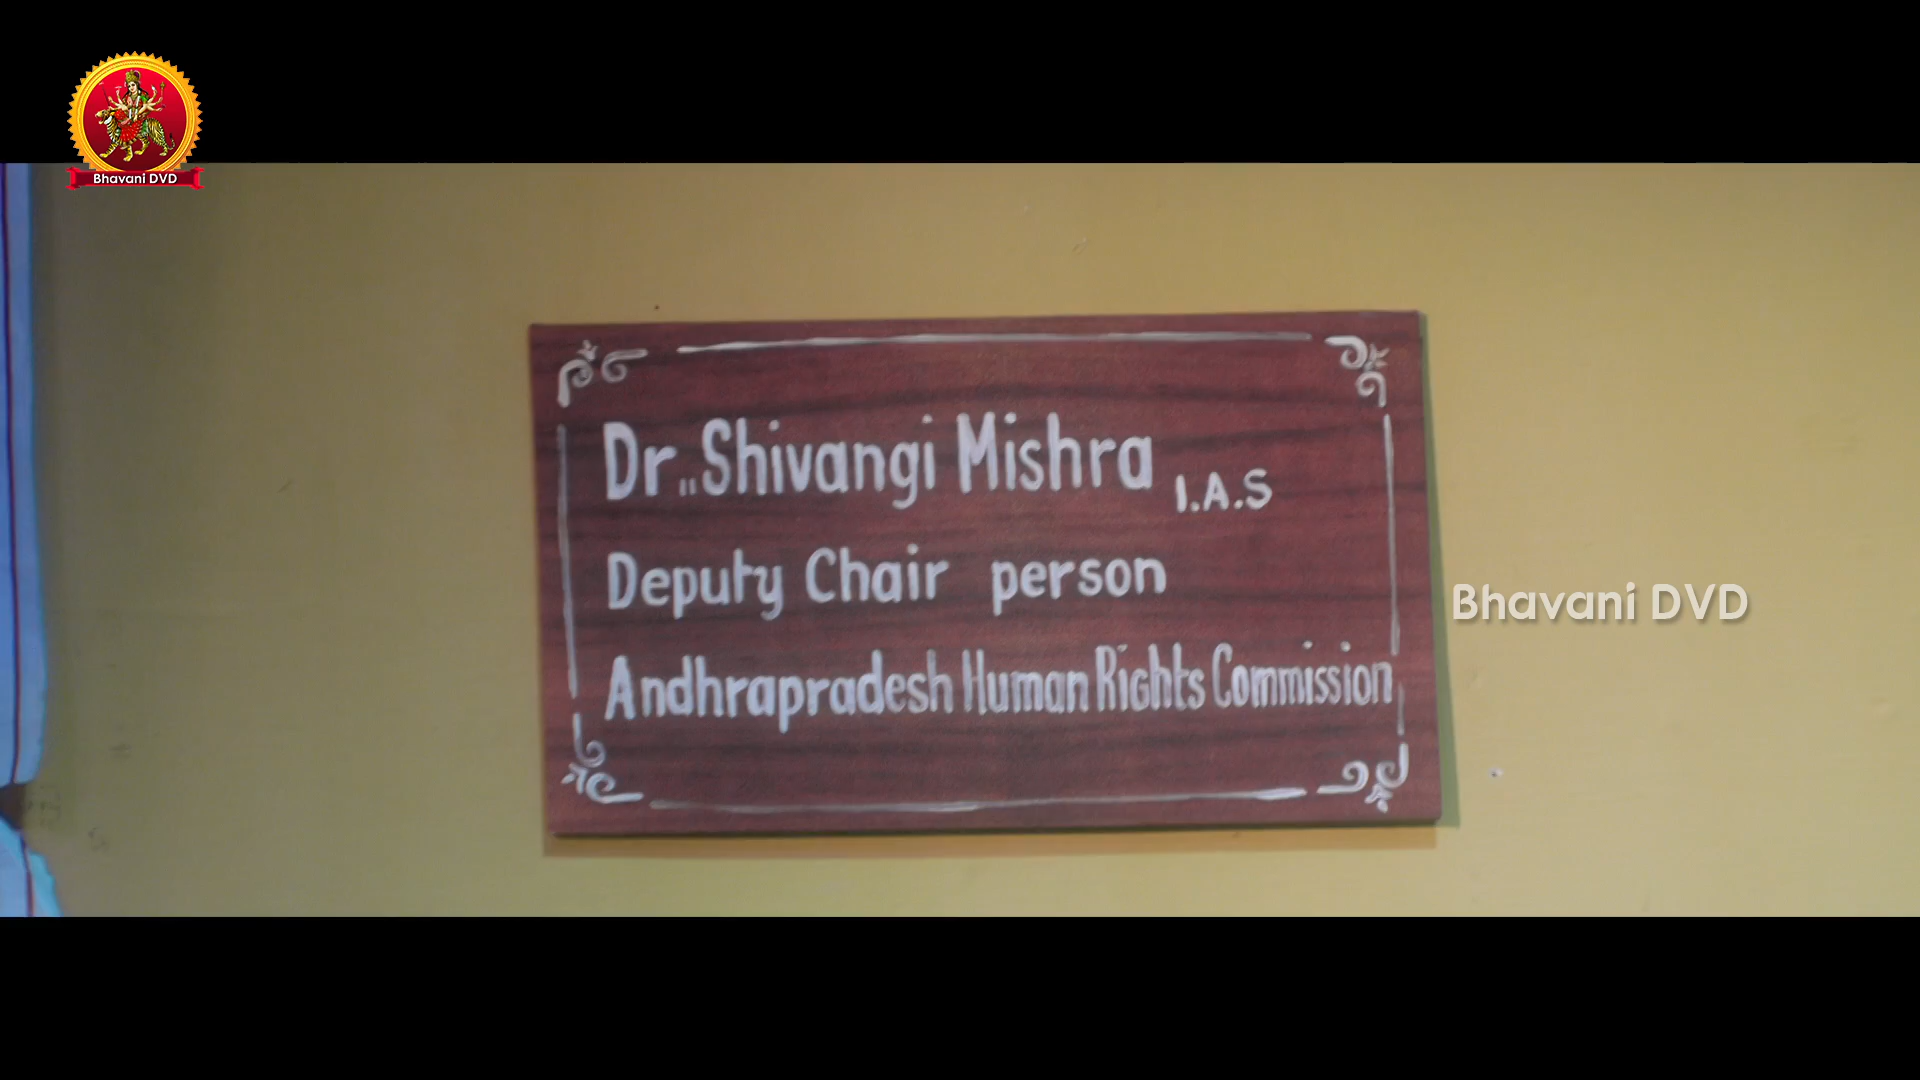 Bhavani DVD
Dr.. Shivangi Mishra I.A.S
Deputy Chair person
Andhrapradesh Human Rights Commission
Bhavani DVD